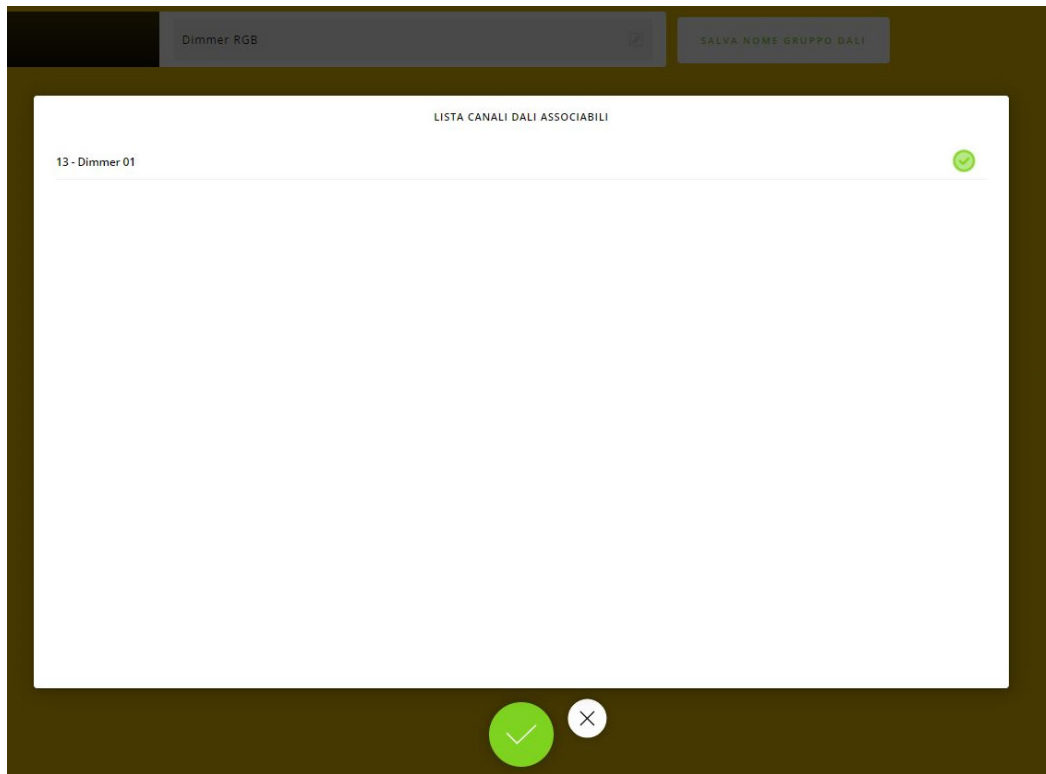 Dimmer RGB
SALVA NOME GRUPPO DALI
LISTA CANALI DALI ASSOCIABILI
13 - Dimmer 01